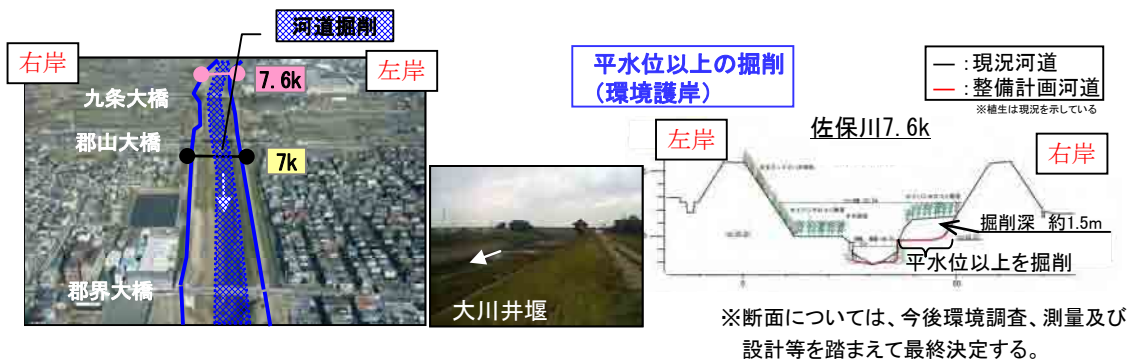 河道掘削
右岸
左岸
7.6k
九条大橋
郡山大橋
7k
郡界大橋
大川井堰
平水位以上の掘削
(環境護岸)
― :現況河道
― :整備計画河道
※植生は現況を示している
佐保川7.6k
左岸
右岸
掘削深 約1.5m
平水位以上を掘削
0
60
※断面については、今後環境調査、測量及び
設計等を踏まえて最終決定する。